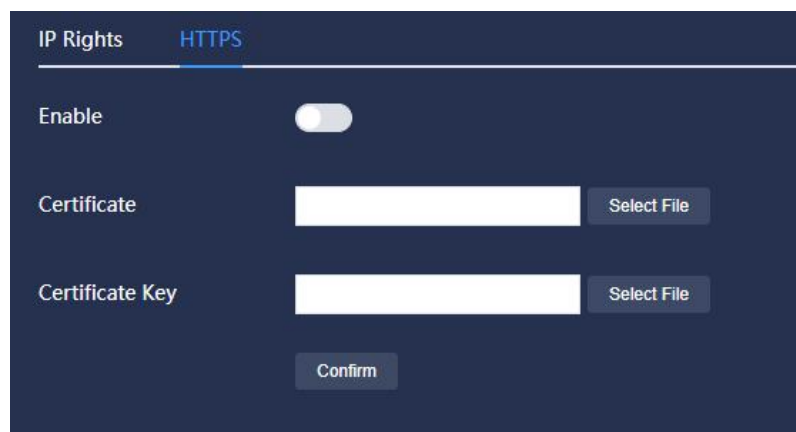 IP Rights HTTPS
Enable
Certificate Select File
Certificate Key Select File
Confirm